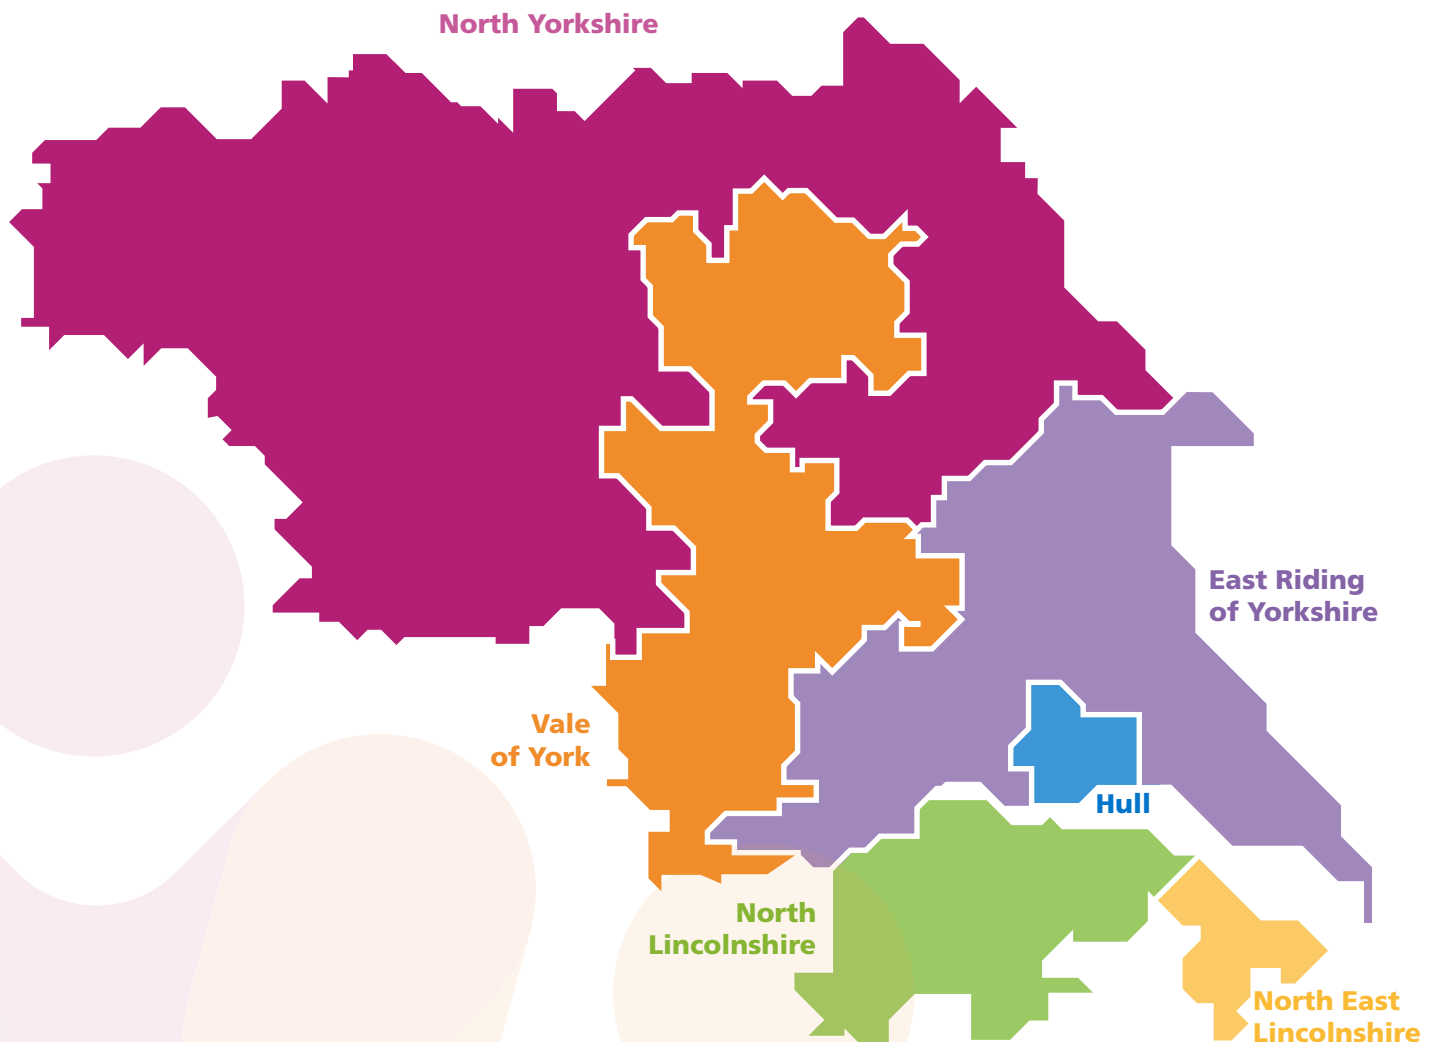 North Yorkshire
East Riding
of Yorkshire
Vale
of York
Hull
North
Lincolnshire
North East
Lincolnshire